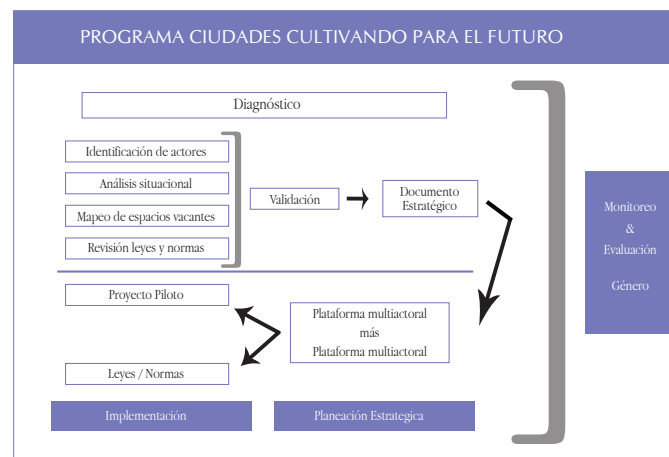 PROGRAMA CIUDADES CULTIVANDO PARA EL FUTURO
Diagnóstico
Identificación de actores
Análisis situacional
Mapeo de espacios vacantes
Revisión leyes y normas
Validación
Documento
Estratégico
Proyecto Piloto
Leyes / Normas
Plataforma multiactoral
más
Plataforma multiactoral
Implementación
Planeación Estrategica
Monitoreo
&
Evaluación
Género